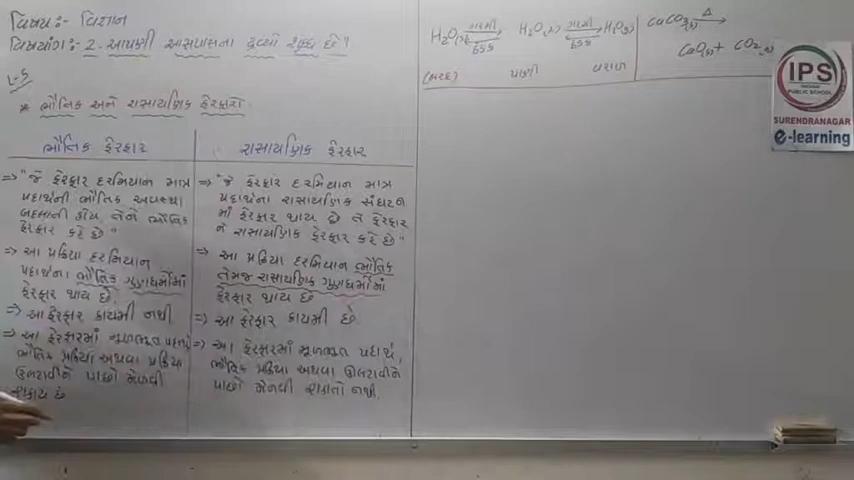 વિષય:- વિજ્ઞાન
વિષયાંગ:- 2. આપણી આસપાસના દ્રવ્યો શુદ્ધ છે?
L-5
* ભૌતિક અને રાસાયણિક ફેરફારો
ભૌતિક ફેરફાર
⇒ "જે ફેરફાર દરમિયાન માત્ર
પદાર્થની ભૌતિક અવસ્થા
બદલાતી હોય તેને ભૌતિક
ફેરફાર કહે છે"
⇒ આ પ્રક્રિયા દરમિયાન
પદાર્થના ભૌતિક ગુણધર્મોમાં
ફેરફાર થાય છે.
⇒ આ ફેરફાર કાયમી નથી
⇒ આ ફેરફારમાં મૂળભૂત પદાર્થ
ભૌતિક પ્રક્રિયા અથવા પ્રક્રિયા
ઉલટાવીને પાછો મેળવી
શકાય છે
રાસાયણિક ફેરફાર
⇒ "જે ફેરફાર દરમિયાન માત્ર
પદાર્થના રાસાયણિક સંઘટન
માં ફેરફાર થાય છે તે ફેરફાર
ને રાસાયણિક ફેરફાર કહે છે"
⇒ આ પ્રક્રિયા દરમિયાન ભૌતિક
તેમજ રાસાયણિક ગુણધર્મોમાં
ફેરફાર થાય છે
⇒ આ ફેરફાર કાયમી છે.
⇒ આ ફેરફારમાં મૂળભૂત પદાર્થ,
ભૌતિક પ્રક્રિયા અથવા ઊલટાવીને
પાછો મેળવી શકાતો નથી.
H₂O(s) ⇌ H₂O(l) ⇌ H₂O(g)
ગરમી ઠંડક ગરમી ઠંડક
(બરફ) પાણી વરાળ
CaCO₃(s) Δ→
CaO(s) + CO₂(g)
IPS
PUBLIC SCHOOL
SURENDRANAGAR
e-learning